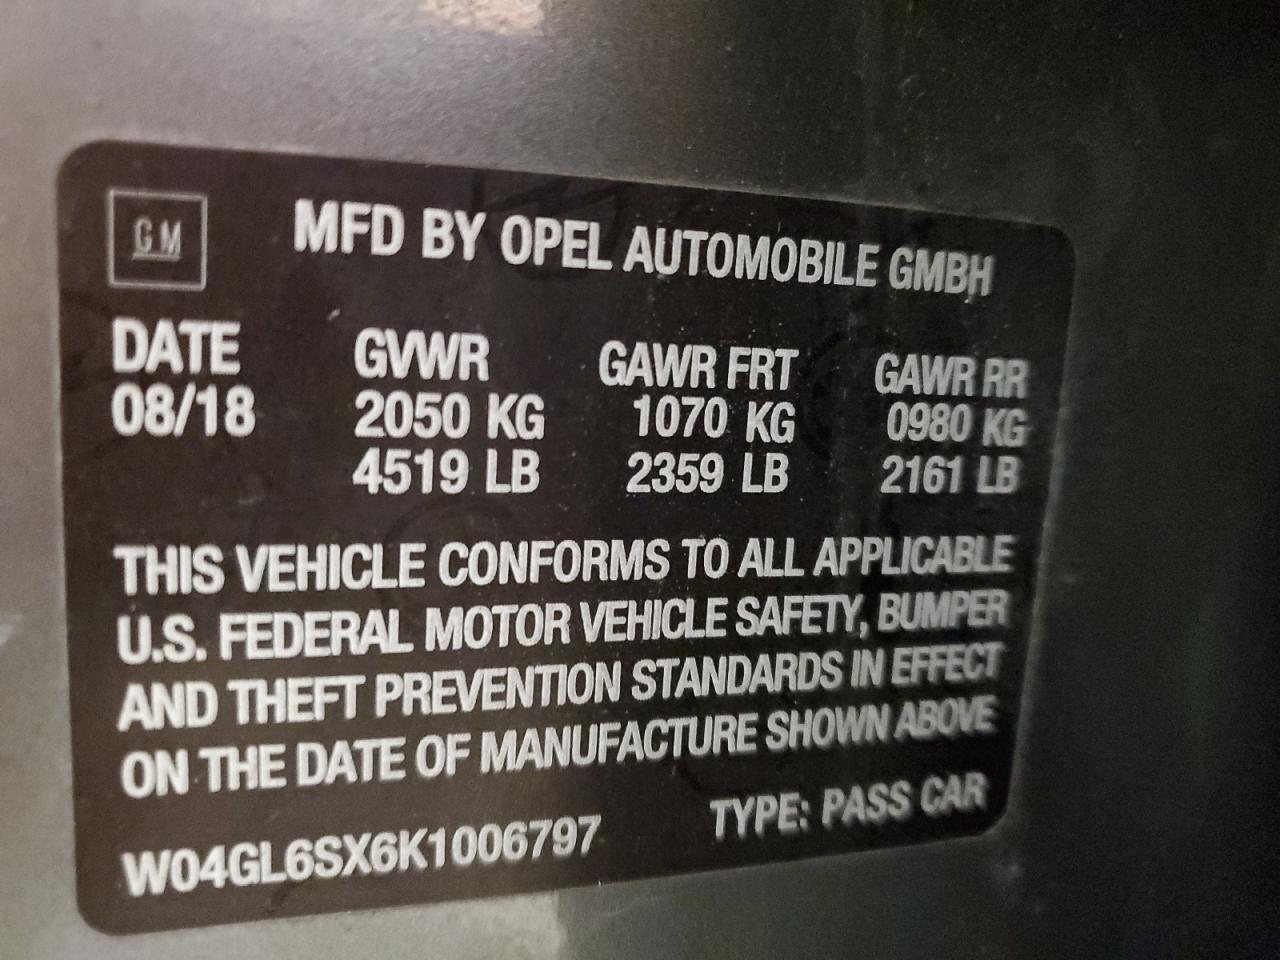 GM
MFD BY OPEL AUTOMOBILE GMBH
DATE GVWR GAWR FRT GAWR RR
08/18 2050 KG 1070 KG 0980 KG
4519 LB 2359 LB 2161 LB
THIS VEHICLE CONFORMS TO ALL APPLICABLE
U.S. FEDERAL MOTOR VEHICLE SAFETY, BUMPER
AND THEFT PREVENTION STANDARDS IN EFFECT
ON THE DATE OF MANUFACTURE SHOWN ABOVE
W04GL6SX6K1006797 TYPE: PASS CAR